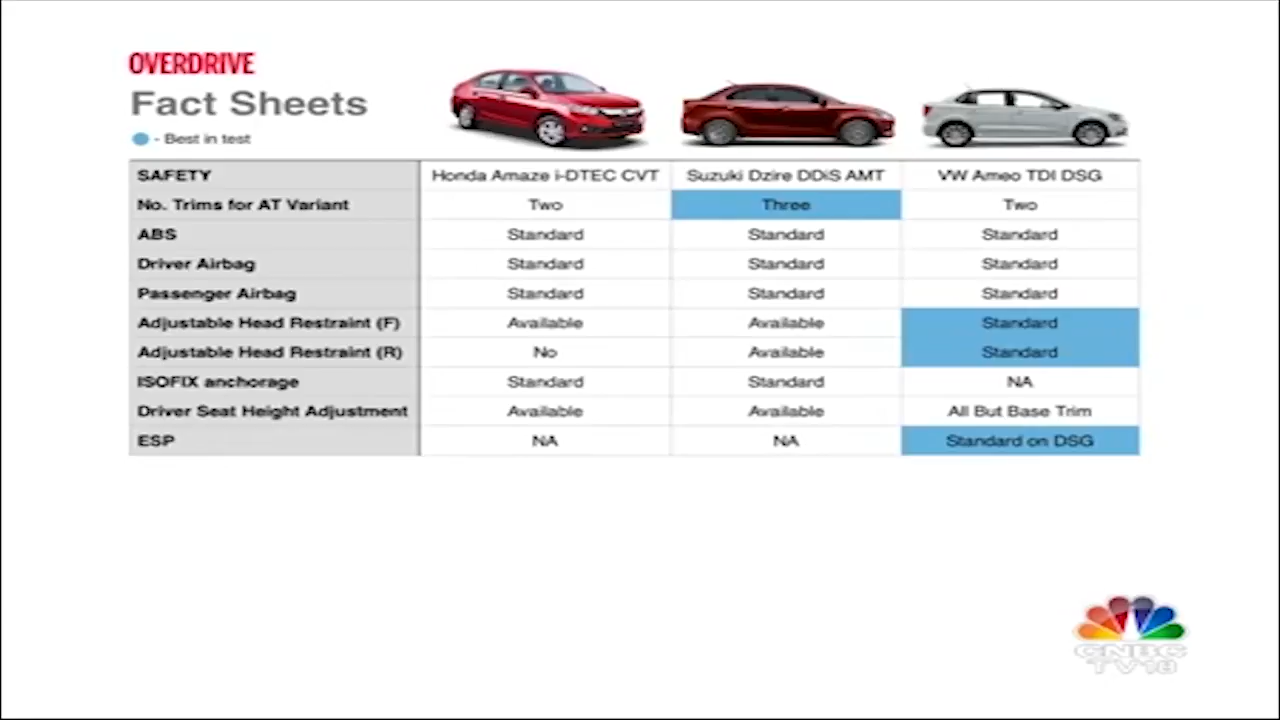 OVERDRIVE
Fact Sheets
- Best in test
SAFETY Honda Amaze i-DTEC CVT Suzuki Dzire DDiS AMT VW Ameo TDI DSG
No. Trims for AT Variant Two Three Two
ABS Standard Standard Standard
Driver Airbag Standard Standard Standard
Passenger Airbag Standard Standard Standard
Adjustable Head Restraint (F) Available Available Standard
Adjustable Head Restraint (R) No Available Standard
ISOFIX anchorage Standard Standard NA
Driver Seat Height Adjustment Available Available All But Base Trim
ESP NA NA Standard on DSG
CNBC
TV18